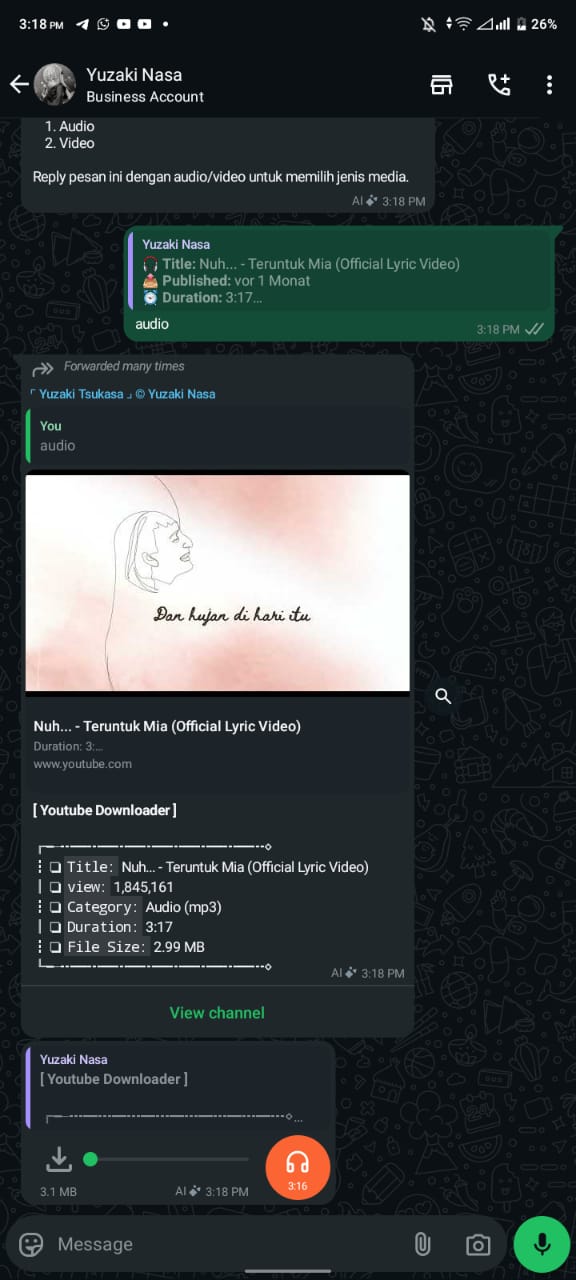 3:18 PM
26%
Yuzaki Nasa
Business Account
1. Audio
2. Video
Reply pesan ini dengan audio/video untuk memilih jenis media.
AI 3:18 PM
Yuzaki Nasa
🎧 Title: Nuh... - Teruntuk Mia (Official Lyric Video)
📤 Published: vor 1 Monat
⏰ Duration: 3:17...
audio
3:18 PM
Forwarded many times
「 Yuzaki Tsukasa 」 © Yuzaki Nasa
You
audio
Dan hujan di hari itu
Nuh... - Teruntuk Mia (Official Lyric Video)
Duration: 3:...
www.youtube.com
[ Youtube Downloader ]
❏ Title: Nuh... - Teruntuk Mia (Official Lyric Video)
❏ view: 1,845,161
❏ Category: Audio (mp3)
❏ Duration: 3:17
❏ File Size: 2.99 MB
AI 3:18 PM
View channel
Yuzaki Nasa
[ Youtube Downloader ]
...
3:16
3.1 MB
AI 3:18 PM
Message